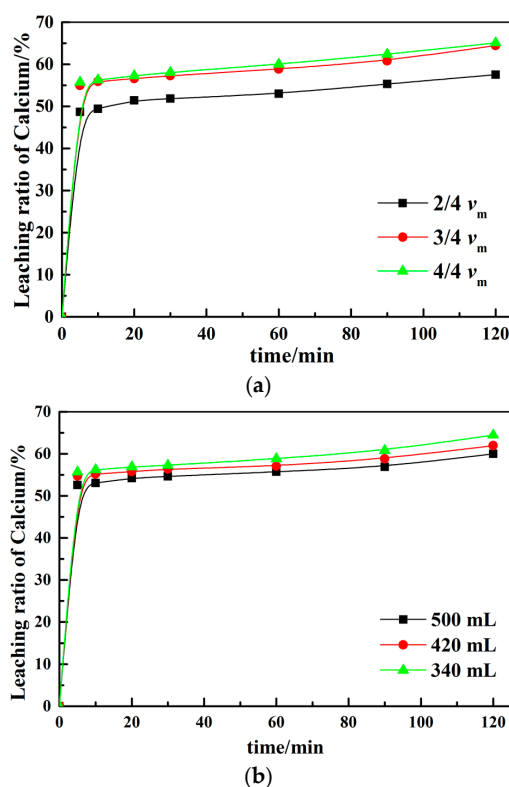 Leaching ratio of Calcium/%
70
60
50
40
30
20
10
0
2/4 vm
3/4 vm
4/4 vm
0 20 40 60 80 100 120
time/min
(a)
Leaching ratio of Calcium/%
70
60
50
40
30
20
10
0
500 mL
420 mL
340 mL
0 20 40 60 80 100 120
time/min
(b)